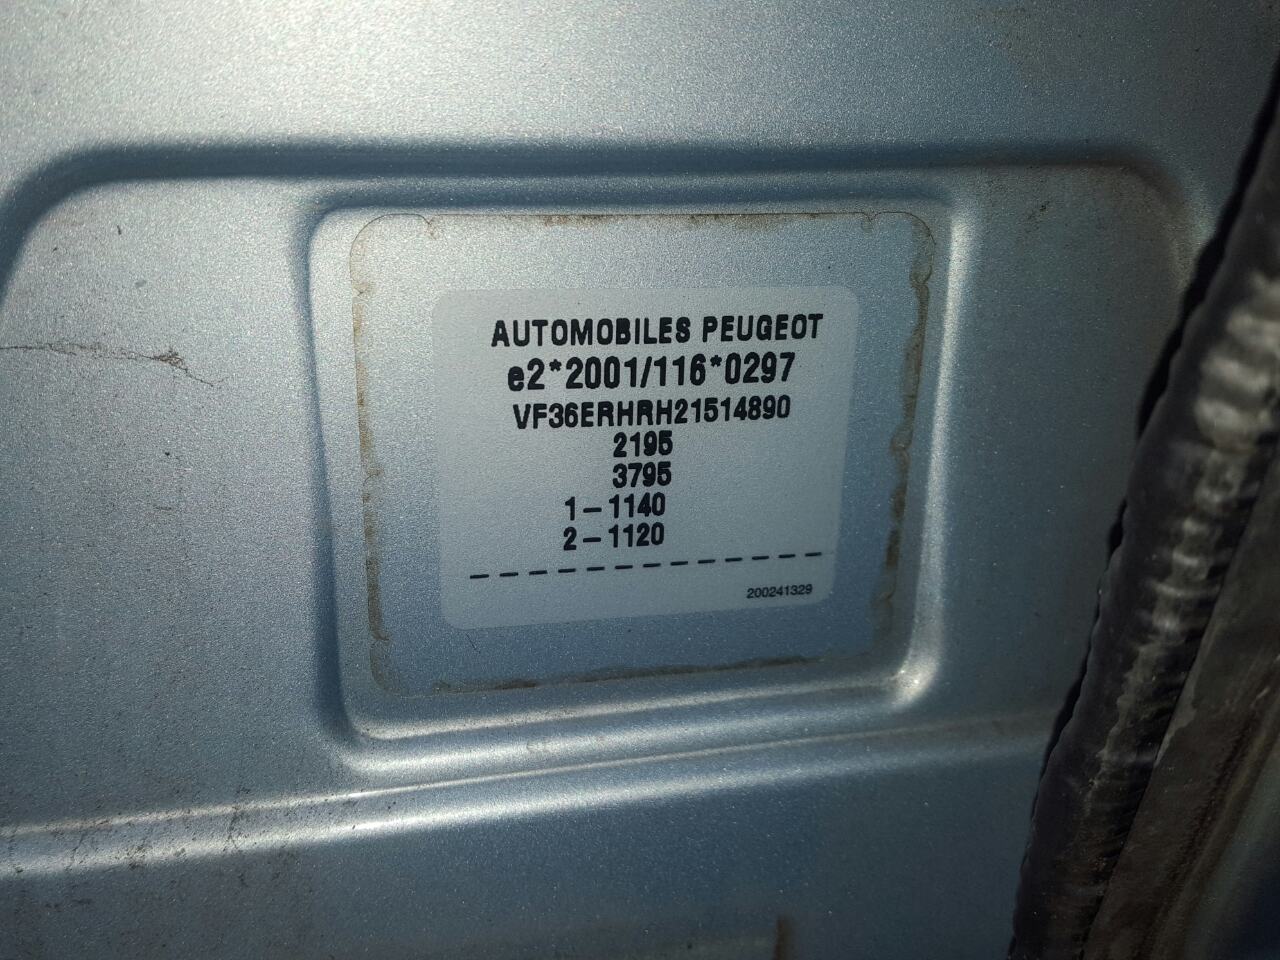 AUTOMOBILES PEUGEOT
e2*2001/116*0297
VF36ERHRH21514890
2195
3795
1-1140
2-1120
200241329